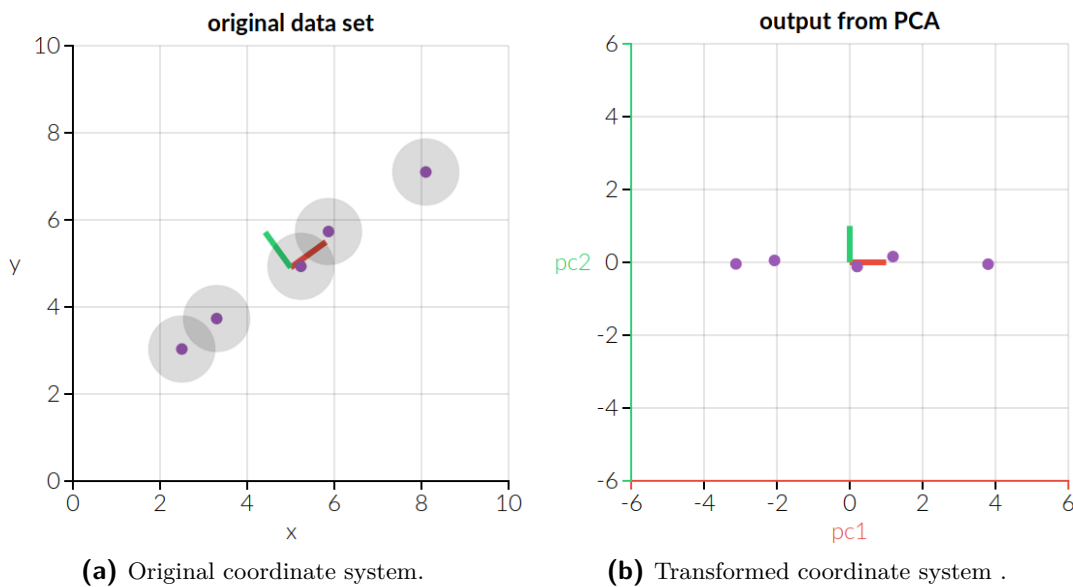 original data set
10
8
6
4
2
0
y
0 2 4 6 8 10
x
(a) Original coordinate system.
output from PCA
6
4
2
0
-2
-4
-6
pc2
-6 -4 -2 0 2 4 6
pc1
(b) Transformed coordinate system .